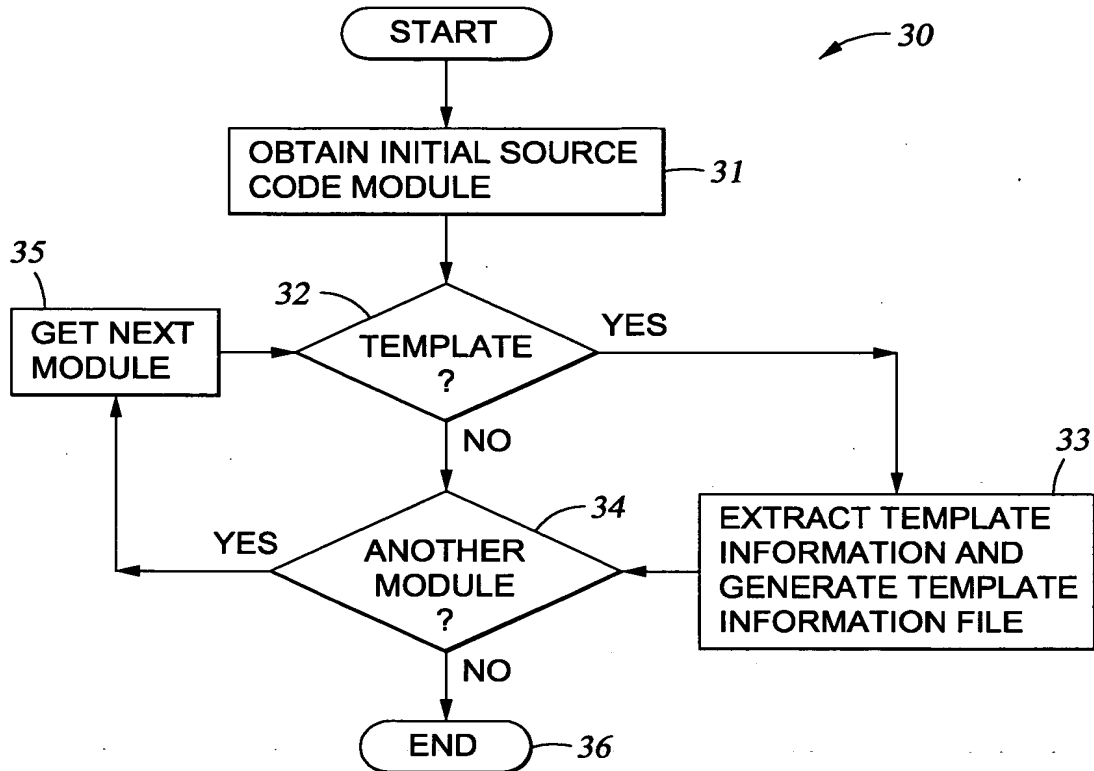 START
30
OBTAIN INITIAL SOURCE
CODE MODULE
31
35
GET NEXT
MODULE
32
TEMPLATE
?
YES
NO
33
EXTRACT TEMPLATE
INFORMATION AND
GENERATE TEMPLATE
INFORMATION FILE
34
YES
ANOTHER
MODULE
?
NO
END
36